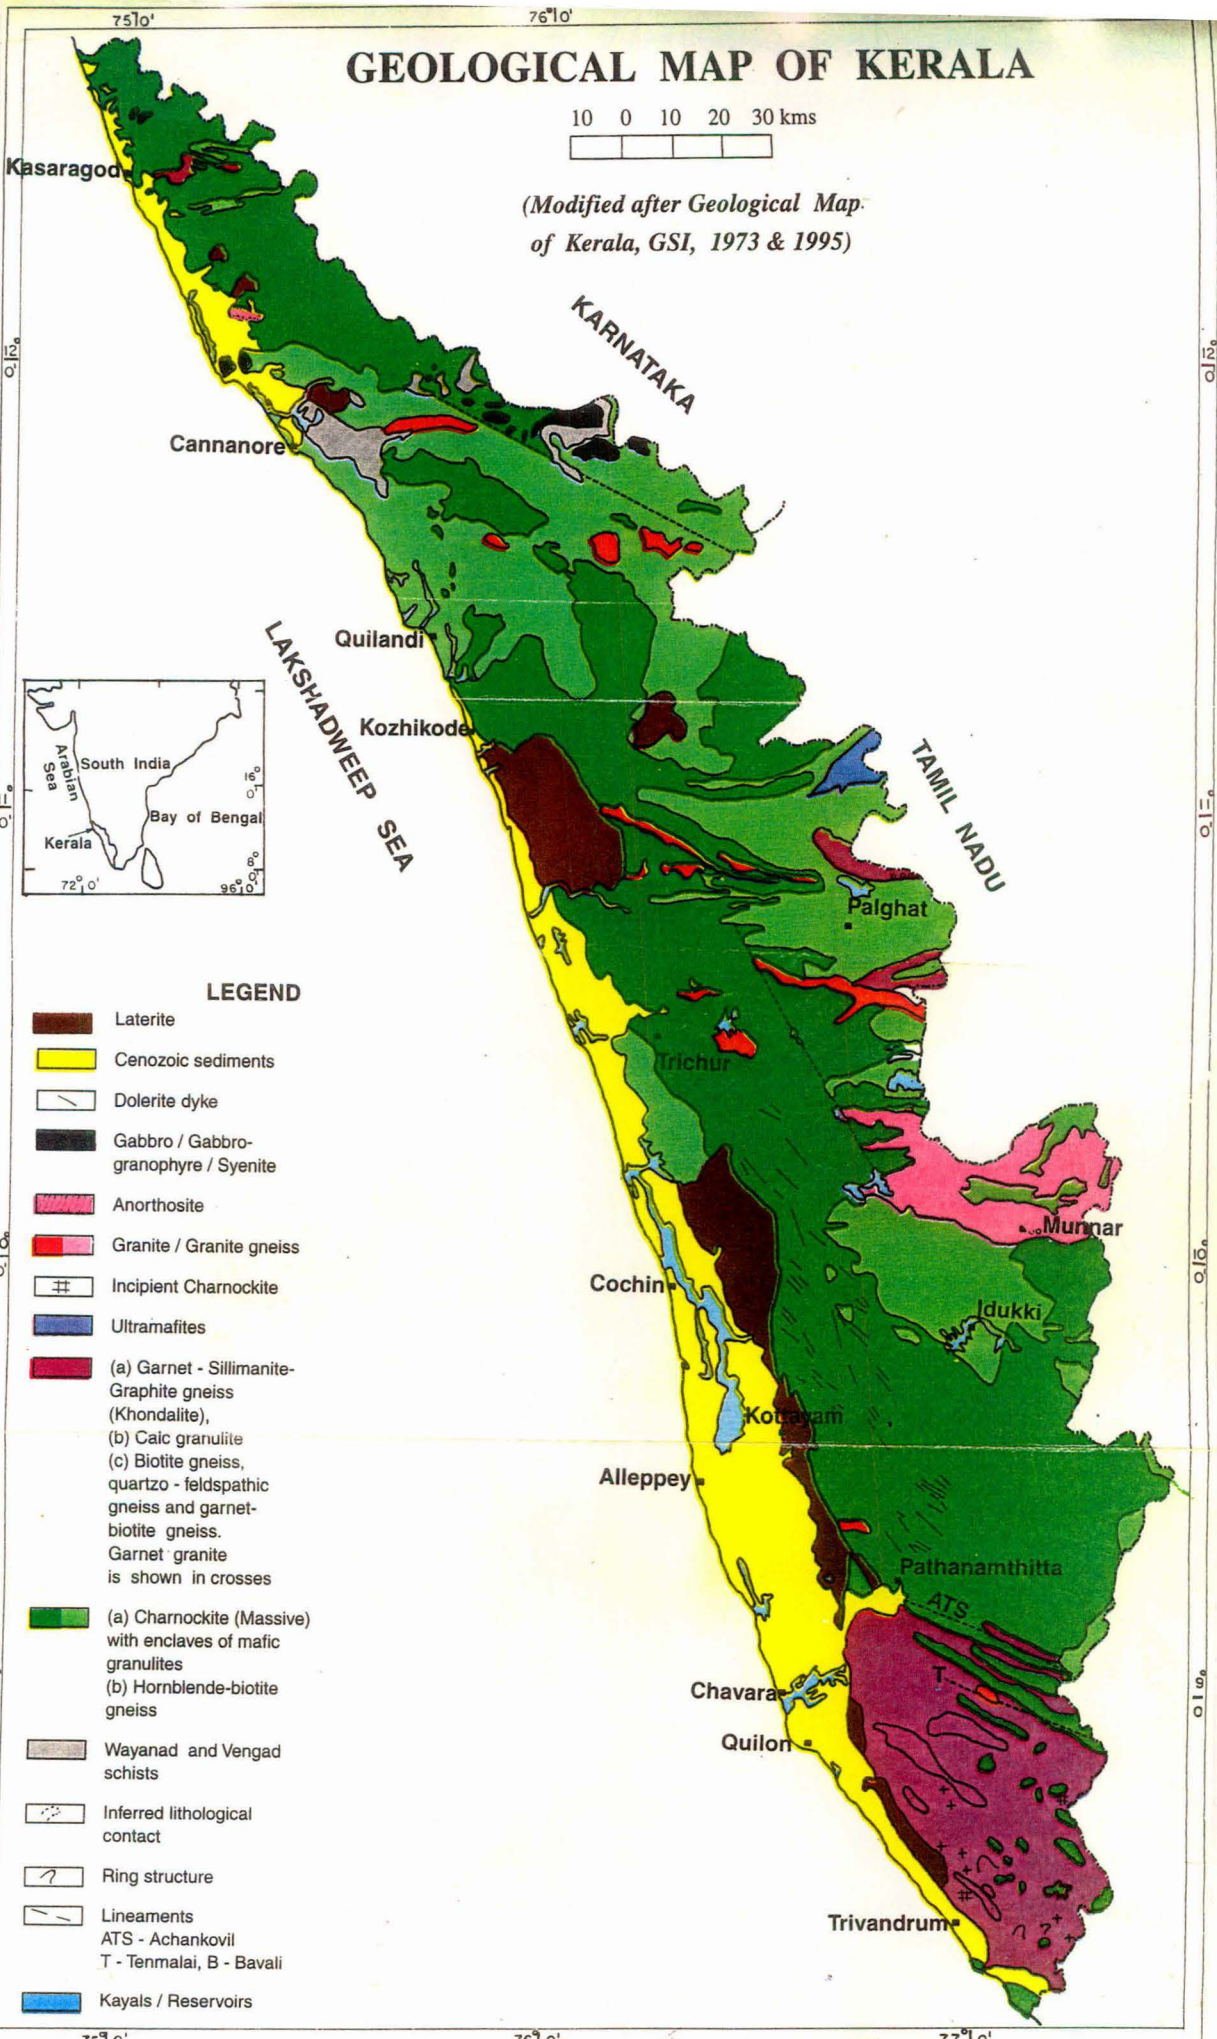 75|0'
76°|0'
GEOLOGICAL MAP OF KERALA
10 0 10 20 30 kms
(Modified after Geological Map
of Kerala, GSI, 1973 & 1995)
Kasaragod
KARNATAKA
Cannanore
Quilandi
LAKSHADWEEP SEA
Kozhikode
TAMIL NADU
Arabian
Sea
South India
16°
0'
Bay of Bengal
Kerala
8°
0'
72°|0'
96°|0'
Palghat
Trichur
Munnar
Cochin
Idukki
Kottayam
Alleppey
Pathanamthitta
ATS
T
Chavara
Quilon
Trivandrum
LEGEND
Laterite
Cenozoic sediments
Dolerite dyke
Gabbro / Gabbro-
granophyre / Syenite
Anorthosite
Granite / Granite gneiss
Incipient Charnockite
Ultramafites
(a) Garnet - Sillimanite-
Graphite gneiss
(Khondalite),
(b) Calc granulite
(c) Biotite gneiss,
quartzo - feldspathic
gneiss and garnet-
biotite gneiss.
Garnet granite
is shown in crosses
(a) Charnockite (Massive)
with enclaves of mafic
granulites
(b) Hornblende-biotite
gneiss
Wayanad and Vengad
schists
Inferred lithological
contact
Ring structure
Lineaments
ATS - Achankovil
T - Tenmalai, B - Bavali
Kayals / Reservoirs